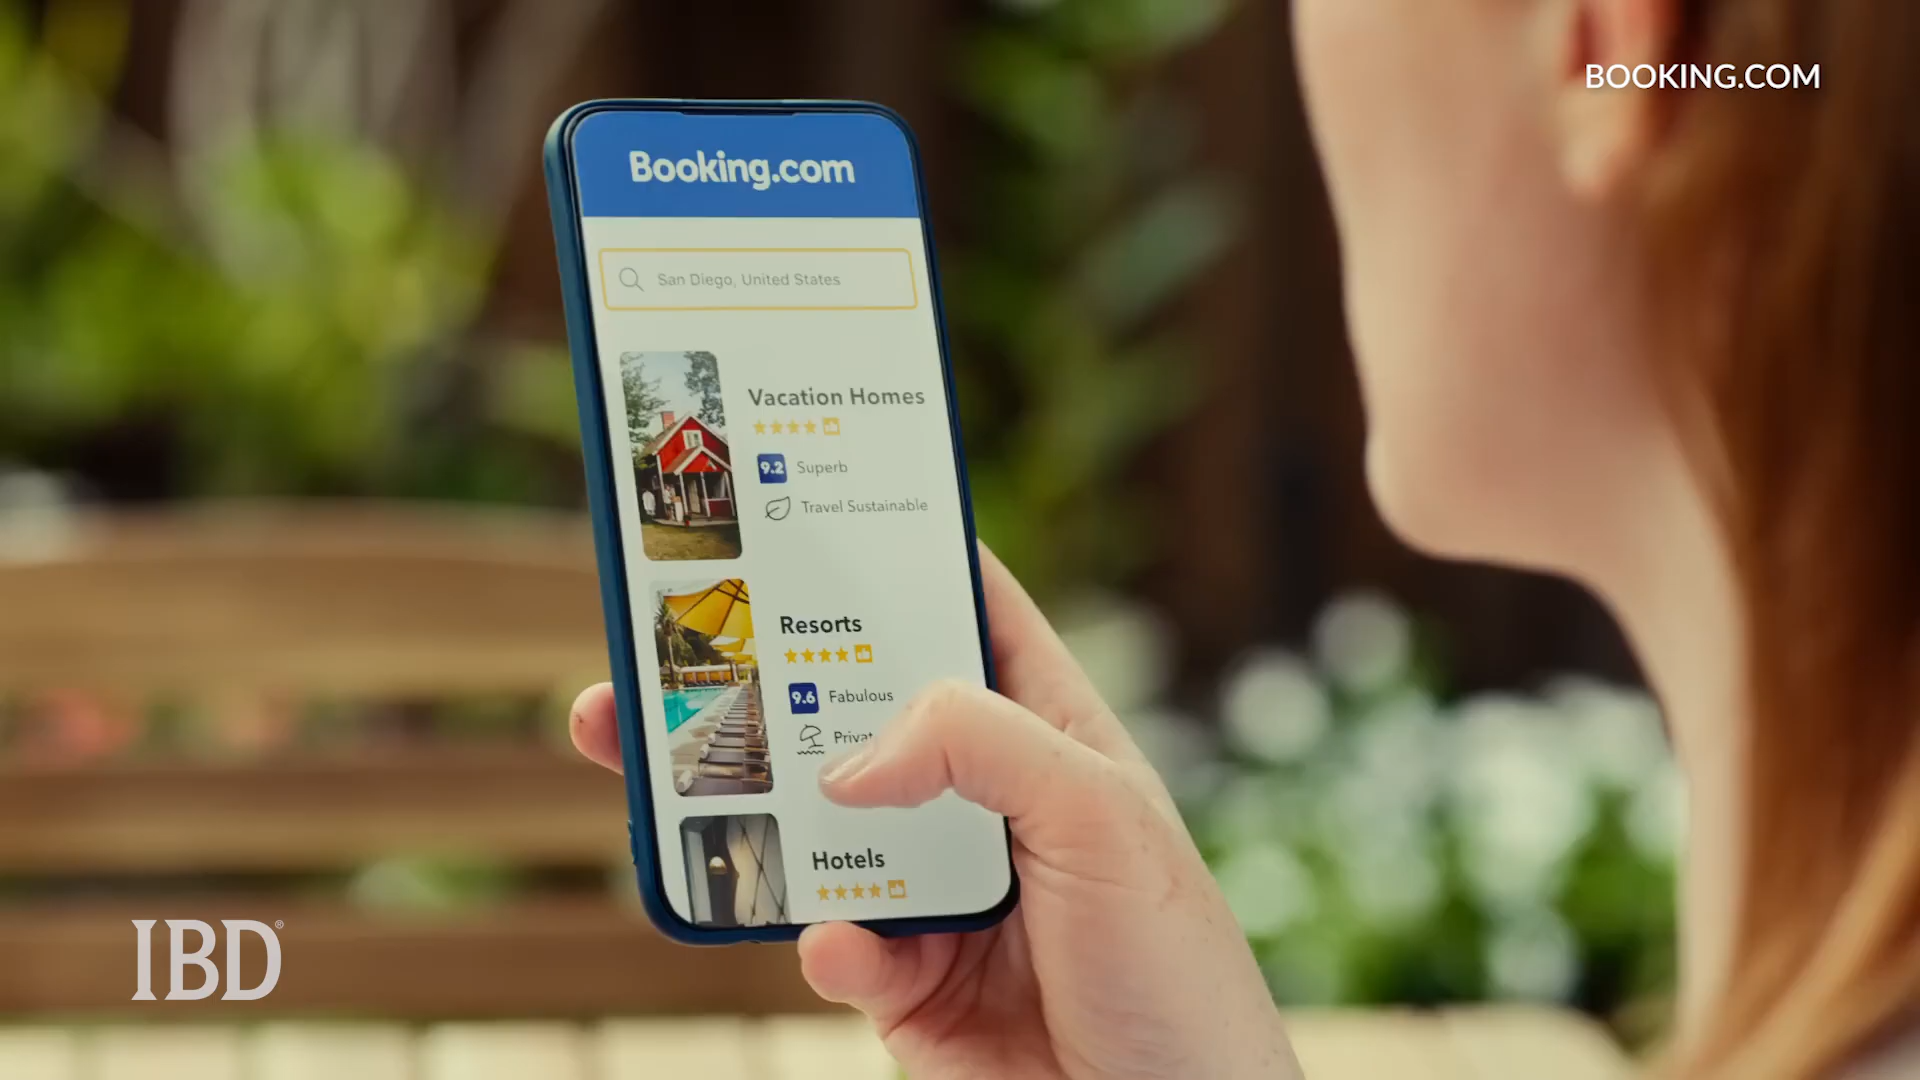 BOOKING.COM
Booking.com
San Diego, United States
Vacation Homes
9.2 Superb
Travel Sustainable
Resorts
9.6 Fabulous
Privat
Hotels
IBD®